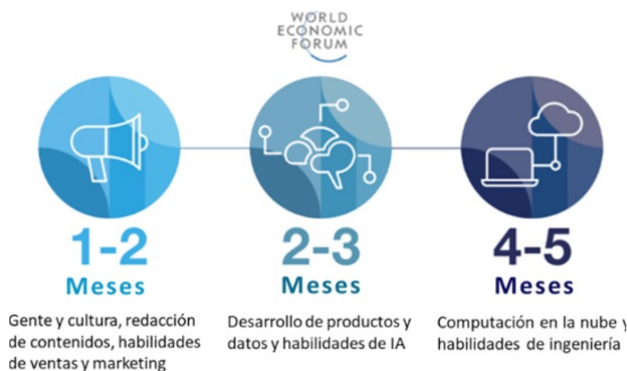 WORLD
ECONOMIC
FORUM
1-2
Meses
Gente y cultura, redacción
de contenidos, habilidades
de ventas y marketing
2-3
Meses
Desarrollo de productos y
datos y habilidades de IA
4-5
Meses
Computación en la nube y
habilidades de ingeniería